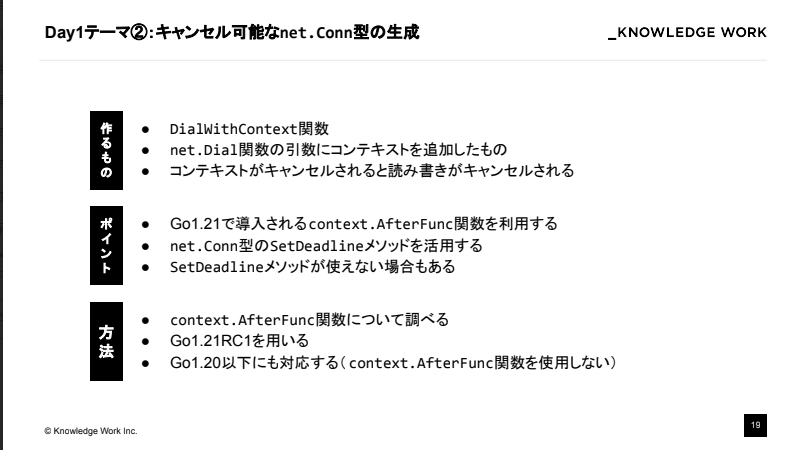 Day1テーマ②:キャンセル可能なnet.Conn型の生成
_KNOWLEDGE WORK
作るもの
● DialWithContext関数
● net.Dial関数の引数にコンテキストを追加したもの
● コンテキストがキャンセルされると読み書きがキャンセルされる
ポイント
● Go1.21で導入されるcontext.AfterFunc関数を利用する
● net.Conn型のSetDeadlineメソッドを活用する
● SetDeadlineメソッドが使えない場合もある
方法
● context.AfterFunc関数について調べる
● Go1.21RC1を用いる
● Go1.20以下にも対応する(context.AfterFunc関数を使用しない)
© Knowledge Work Inc.
19